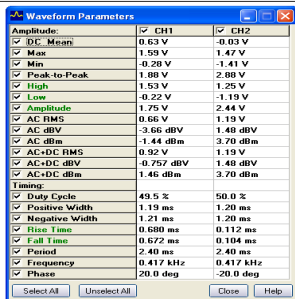 Waveform Parameters
Amplitude: CH1 CH2
DC Mean 0.63 V -0.03 V
Max 1.59 V 1.47 V
Min -0.28 V -1.41 V
Peak-to-Peak 1.88 V 2.88 V
High 1.53 V 1.25 V
Low -0.22 V -1.19 V
Amplitude 1.75 V 2.44 V
AC RMS 0.66 V 1.19 V
AC dBV -3.66 dBV 1.48 dBV
AC dBm -1.44 dBm 3.70 dBm
AC+DC RMS 0.92 V 1.19 V
AC+DC dBV -0.757 dBV 1.48 dBV
AC+DC dBm 1.46 dBm 3.70 dBm
Timing:
Duty Cycle 49.5 % 50.0 %
Positive Width 1.19 ms 1.20 ms
Negative Width 1.21 ms 1.20 ms
Rise Time 0.680 ms 0.112 ms
Fall Time 0.672 ms 0.104 ms
Period 2.40 ms 2.40 ms
Frequency 0.417 kHz 0.417 kHz
Phase 20.0 deg -20.0 deg
Select All Unselect All Close Help